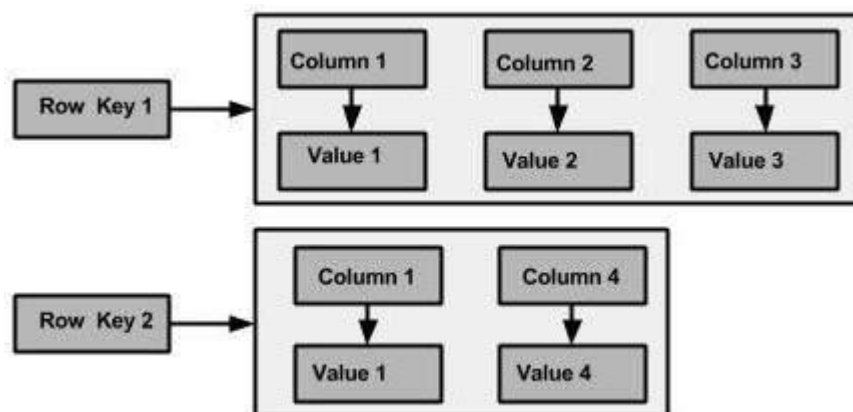 Column 1
Column 2
Column 3
Row Key 1
Value 1
Value 2
Value 3
Column 1
Column 4
Row Key 2
Value 1
Value 4